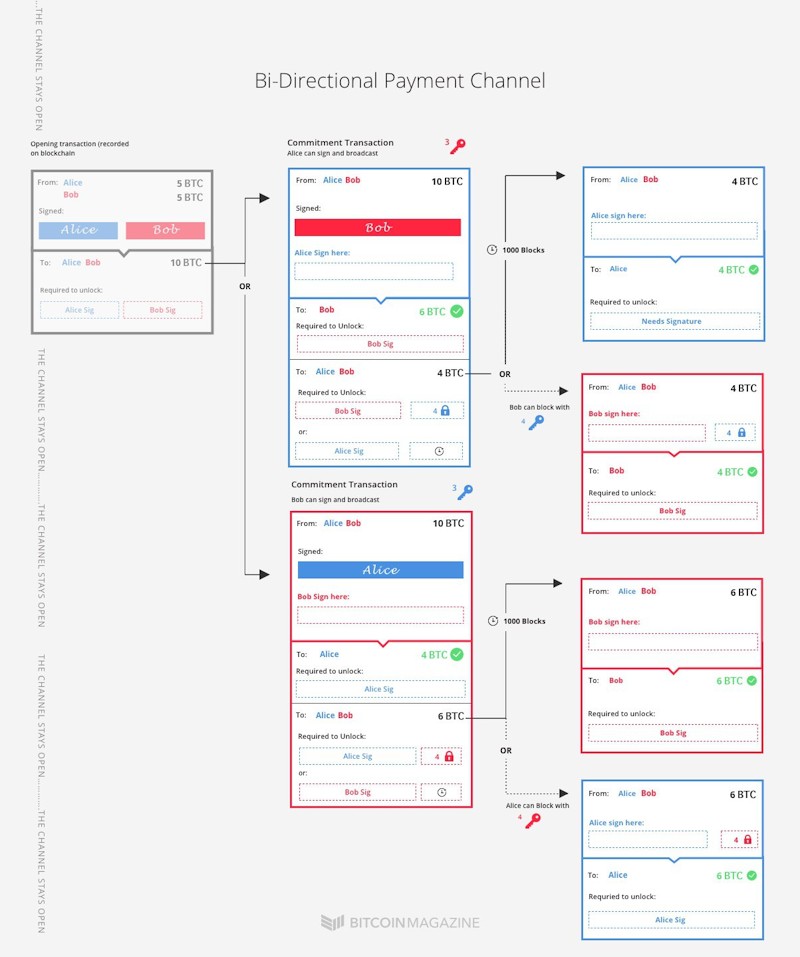 ...THE CHANNEL STAYS OPEN
Bi-Directional Payment Channel
Opening transaction (recorded
on blockchain
From: Alice 5 BTC
Bob 5 BTC
Signed:
Alice Bob
To: Alice Bob 10 BTC
Required to unlock:
Alice Sig Bob Sig
OR
THE CHANNEL STAYS OPEN..........THE CHANNEL STAYS OPEN
THE CHANNEL STAYS OPEN..........THE CHANNEL STAYS OPEN
Commitment Transaction 3
Alice can sign and broadcast
From: Alice Bob 10 BTC
Signed:
Bob
Alice Sign here:
To: Bob 6 BTC
Required to Unlock:
Bob Sig
To: Alice Bob 4 BTC
Required to Unlock:
Bob Sig 4
or:
Alice Sig
1000 Blocks
OR
Bob can block with
4
From: Alice Bob 4 BTC
Alice sign here:
To: Alice 4 BTC
Required to unlock:
Needs Signature
From: Alice Bob 4 BTC
Bob sign here:
4
To: Bob 4 BTC
Required to unlock:
Bob Sig
Commitment Transaction 3
Bob can sign and broadcast
From: Alice Bob 10 BTC
Signed:
Alice
Bob Sign here:
To: Alice 4 BTC
Required to unlock:
Alice Sig
To: Alice Bob 6 BTC
Required to Unlock:
Alice Sig 4
or:
Bob Sig
1000 Blocks
OR
Alice can Block with
4
From: Alice Bob 6 BTC
Bob sign here:
To: Bob 6 BTC
Required to unlock:
Bob Sig
From: Alice Bob 6 BTC
Alice sign here:
4
To: Alice 6 BTC
Requried to unlock:
Alice Sig
BITCOINMAGAZINE